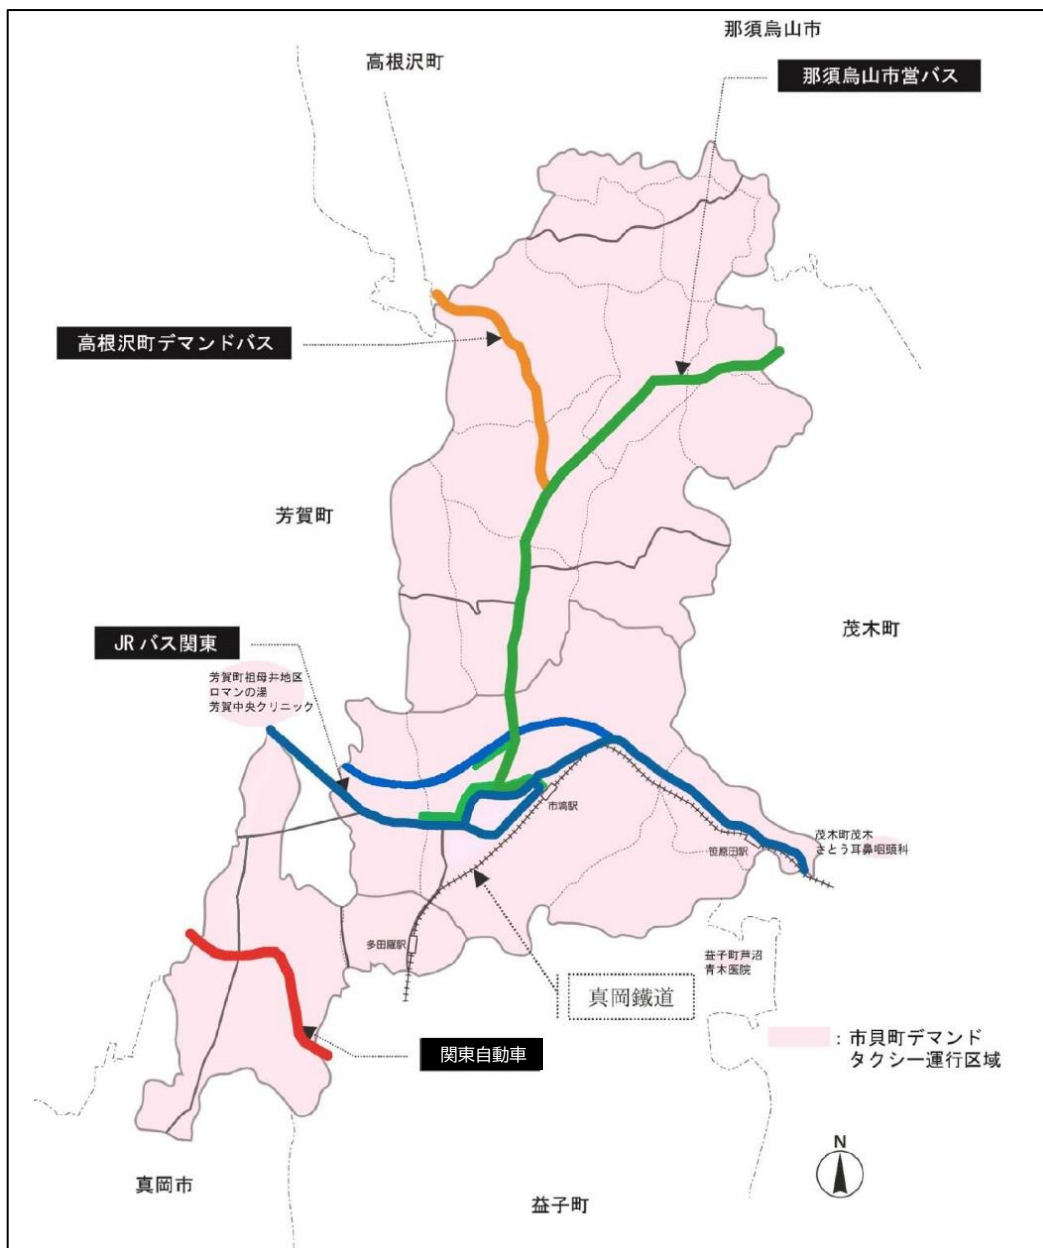 那須烏山市
高根沢町
那須烏山市営バス
高根沢町デマンドバス
芳賀町
茂木町
JRバス関東
芳賀町祖母井地区
ロマンの湯
芳賀中央クリニック
市塙駅
笹原田駅
茂木町茂木
さとう耳鼻咽頭科
多田羅駅
益子町芦沼
青木医院
真岡鐵道
:市貝町デマンド
タクシー運行区域
関東自動車
N
真岡市
益子町